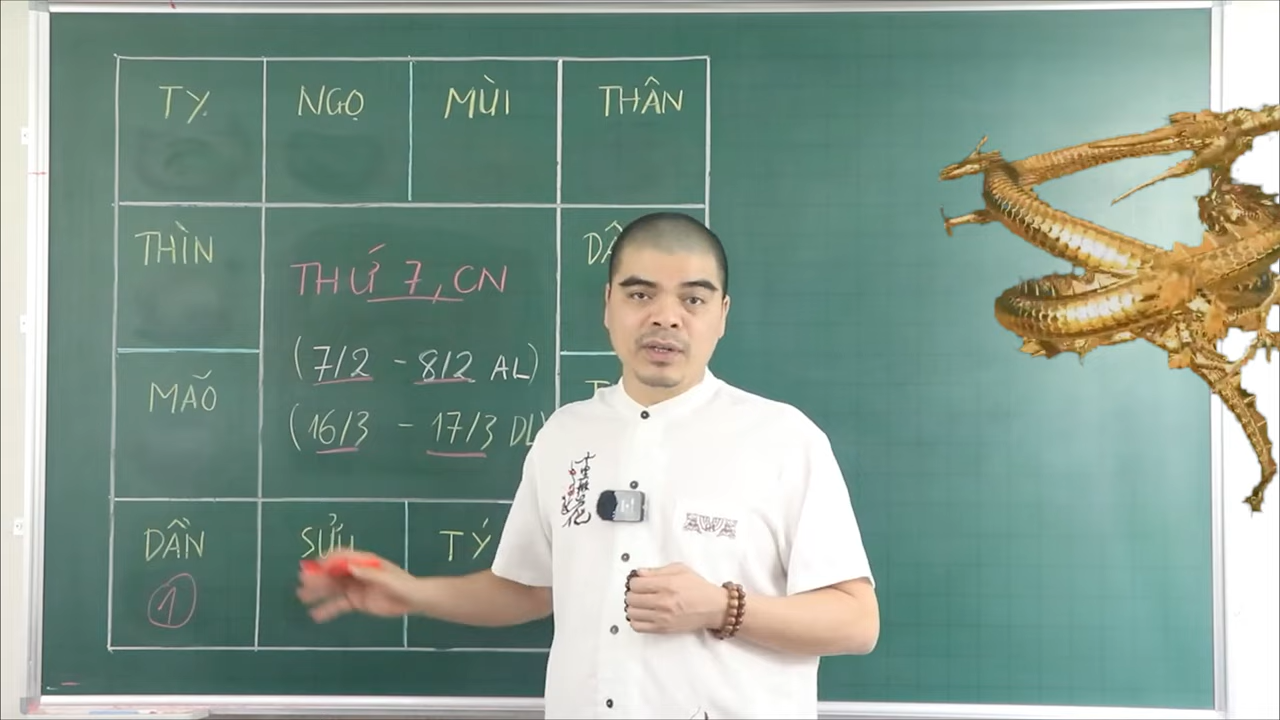 TỴ NGỌ MÙI THÂN
THÌN
THỨ 7, CN
(7/2 - 8/2 AL)
MÃO
(16/3 - 17/3 DL)
DẦN SỬU TÝ
1